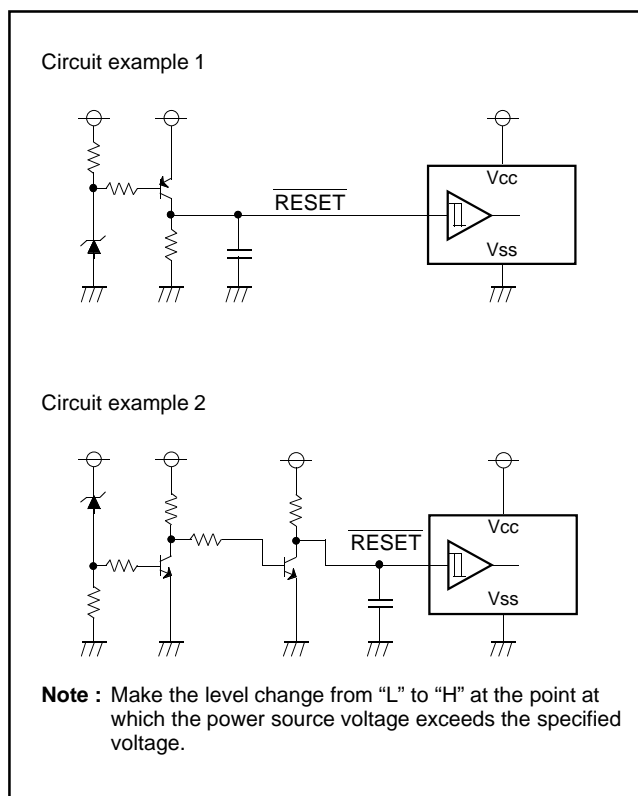 Circuit example 1
RESET
Vcc
Vss
Circuit example 2
RESET
Vcc
Vss
Note : Make the level change from “L” to “H” at the point at
which the power source voltage exceeds the specified
voltage.